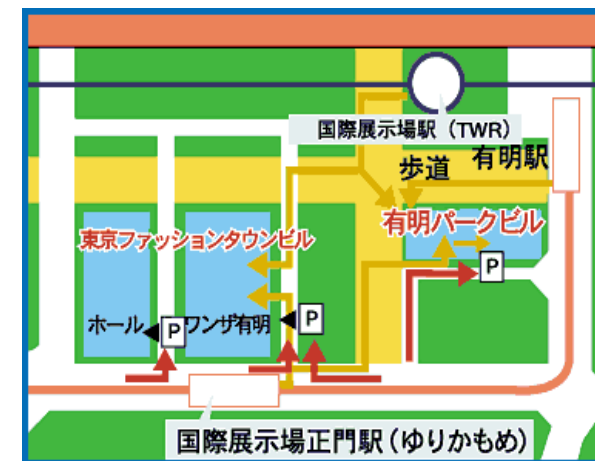 国際展示場駅（TWR）
歩道
有明駅
東京ファッションタウンビル
有明パークビル
P
ホール
P
ワンザ有明
P
国際展示場正門駅（ゆりかもめ）